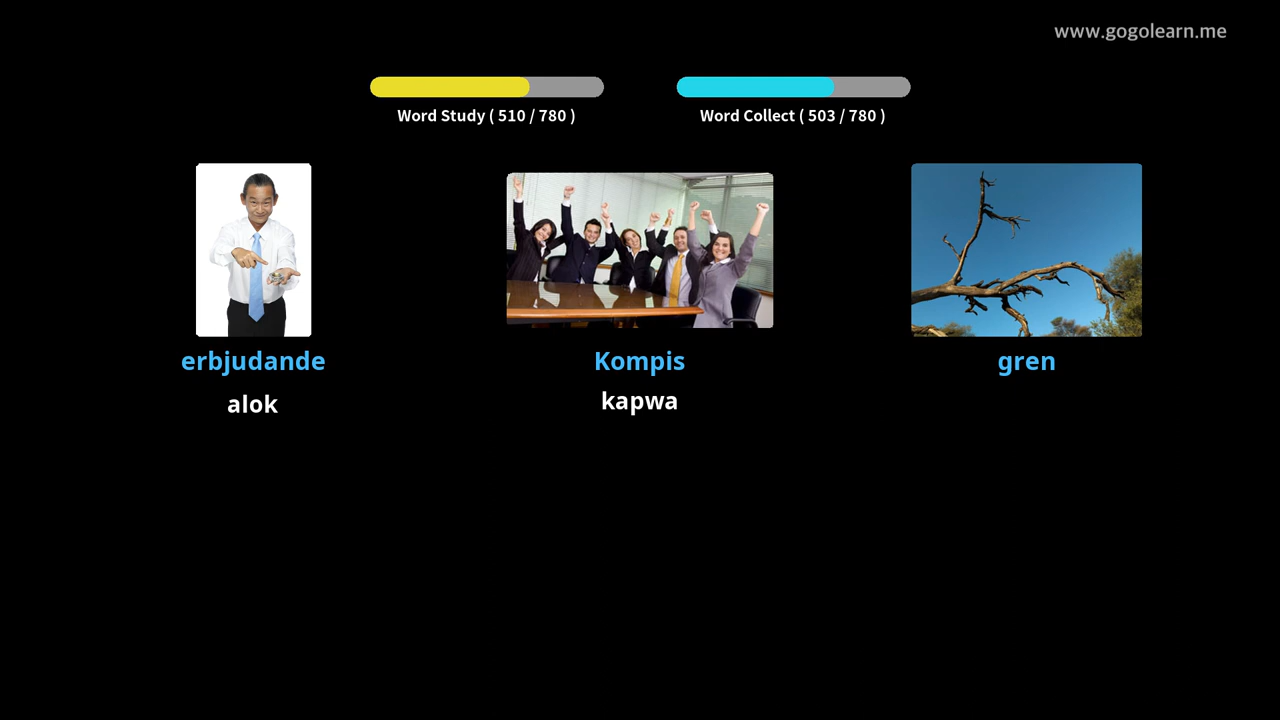 www.gogolearn.me
Word Study ( 510 / 780 )
Word Collect ( 503 / 780 )
erbjudande
Kompis
gren
alok
kapwa